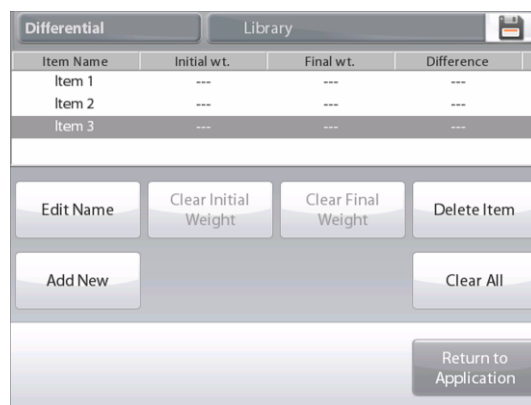 Differential Library
Item Name Initial wt. Final wt. Difference
Item 1 --- --- ---
Item 2 --- --- ---
Item 3 --- --- ---
Edit Name
Clear Initial
Weight
Clear Final
Weight
Delete Item
Add New
Clear All
Return to
Application